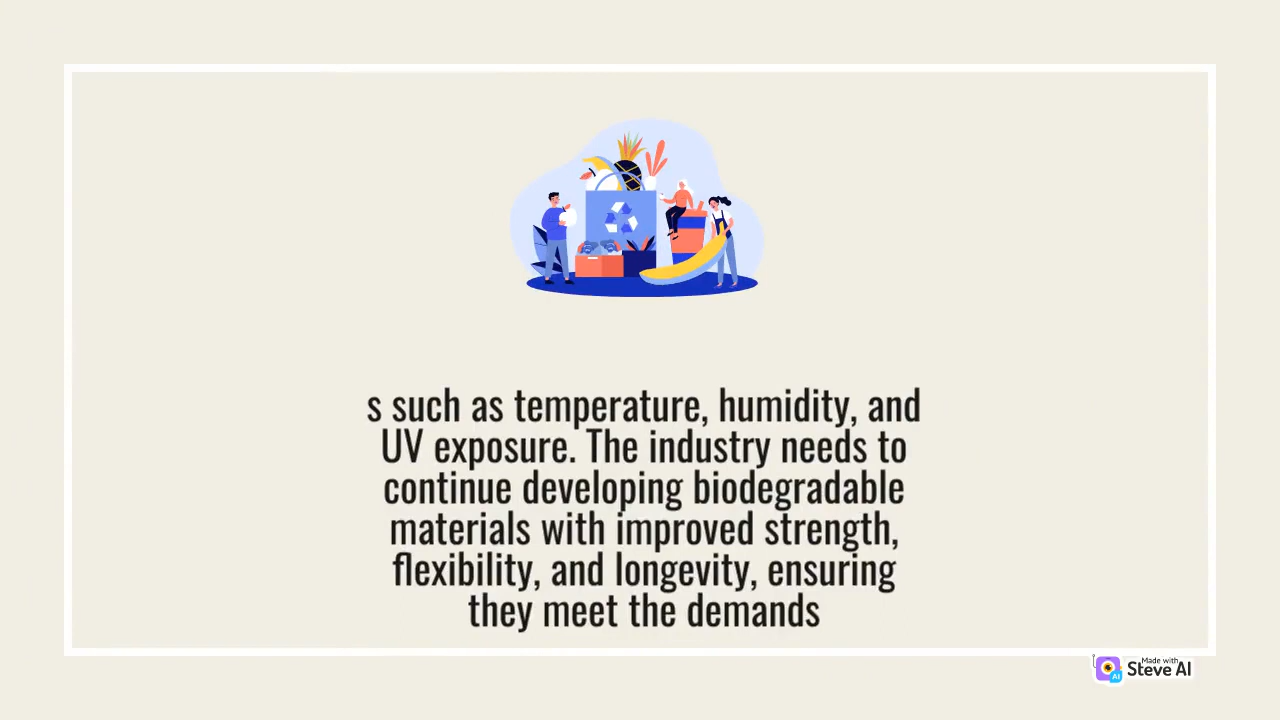 s such as temperature, humidity, and
UV exposure. The industry needs to
continue developing biodegradable
materials with improved strength,
flexibility, and longevity, ensuring
they meet the demands
Made with
Steve AI
AI